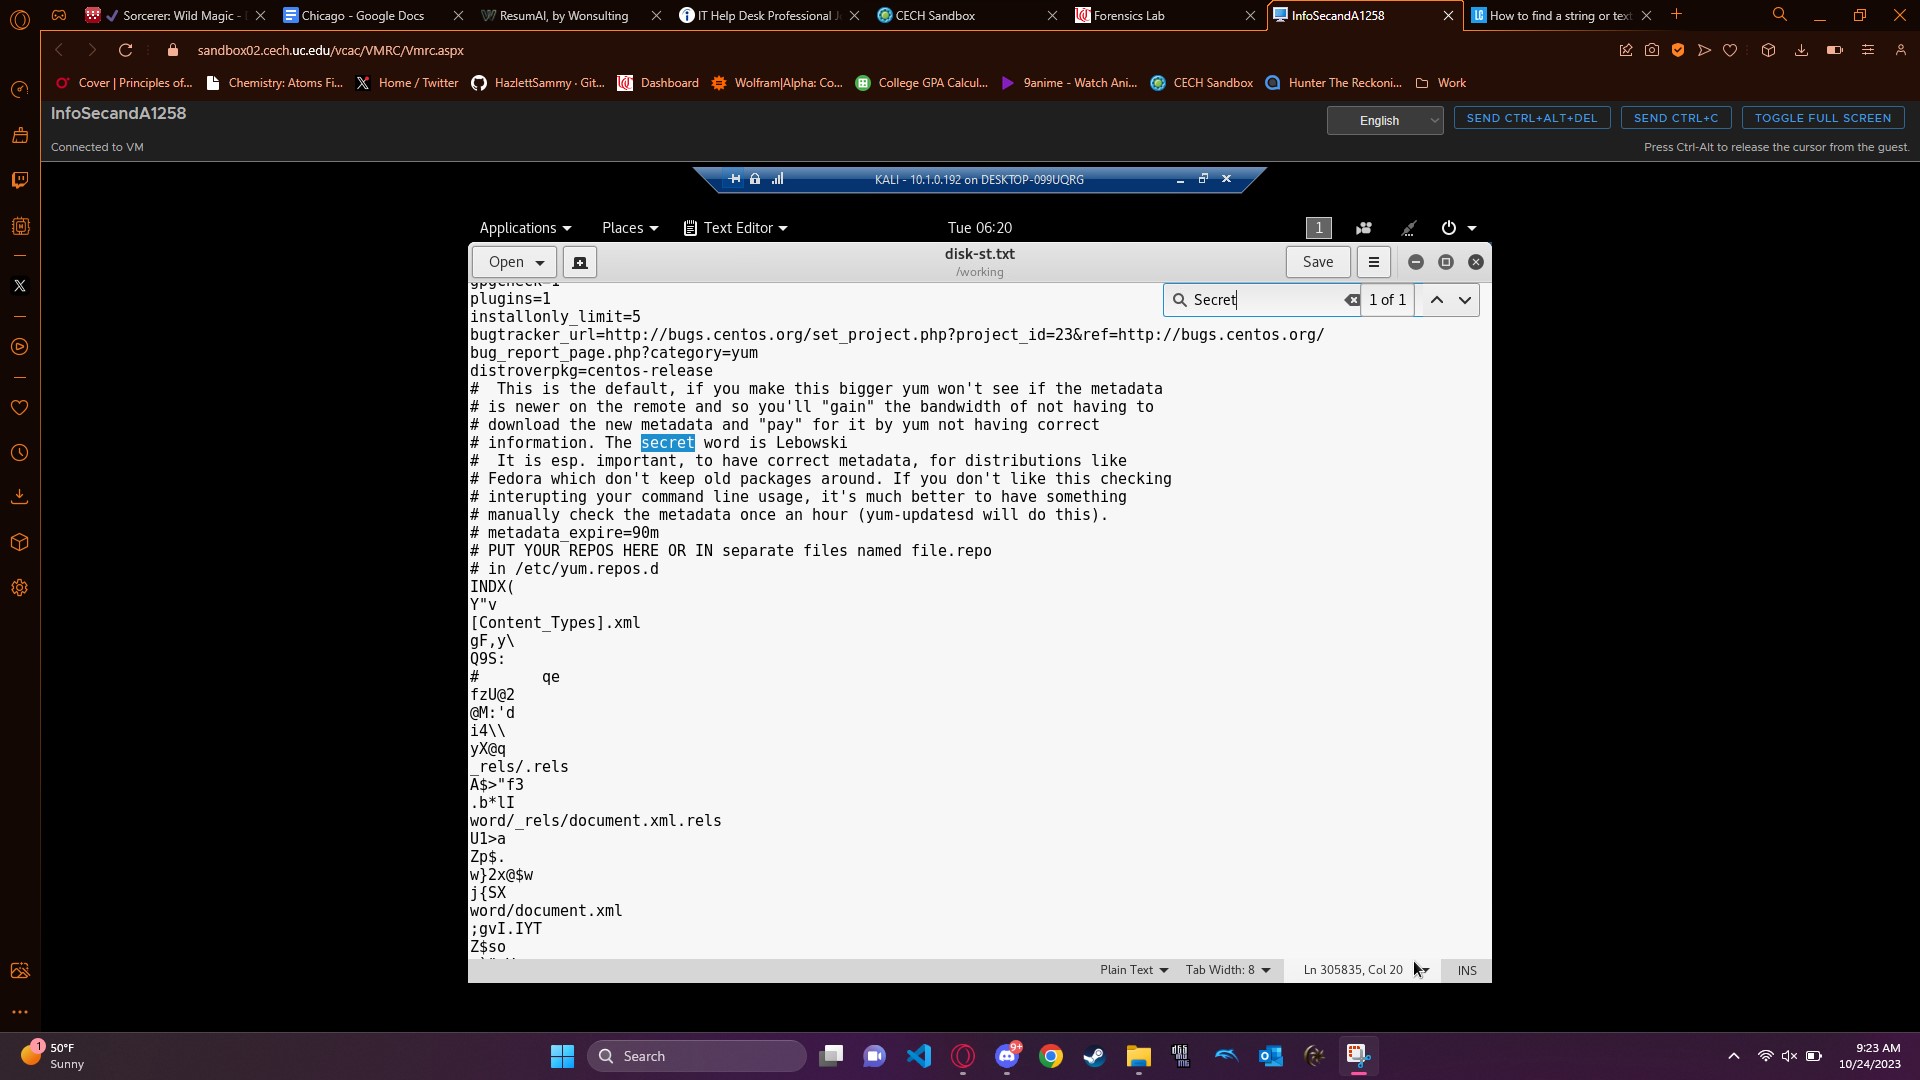 Sorcerer: Wild Magic -
Chicago - Google Docs
ResumAI, by Wonsulting
IT Help Desk Professional J
CECH Sandbox
Forensics Lab
InfoSecandA1258
How to find a string or text
sandbox02.cech.uc.edu/vcac/VMRC/Vmrc.aspx
Cover | Principles of...
Chemistry: Atoms Fi...
Home / Twitter
HazlettSammy · Git...
Dashboard
Wolfram|Alpha: Co...
College GPA Calcul...
9anime - Watch Ani...
CECH Sandbox
Hunter The Reckoni...
Work
InfoSecandA1258
English
SEND CTRL+ALT+DEL
SEND CTRL+C
TOGGLE FULL SCREEN
Connected to VM
Press Ctrl-Alt to release the cursor from the guest.
KALI - 10.1.0.192 on DESKTOP-099UQRG
Applications
Places
Text Editor
Tue 06:20
1
Open
disk-st.txt
/working
Save
Secret
1 of 1
gpgcheck=1
plugins=1
installonly_limit=5
bugtracker_url=http://bugs.centos.org/set_project.php?project_id=23&ref=http://bugs.centos.org/
bug_report_page.php?category=yum
distroverpkg=centos-release
#  This is the default, if you make this bigger yum won't see if the metadata
# is newer on the remote and so you'll "gain" the bandwidth of not having to
# download the new metadata and "pay" for it by yum not having correct
# information. The secret word is Lebowski
#  It is esp. important, to have correct metadata, for distributions like
# Fedora which don't keep old packages around. If you don't like this checking
# interupting your command line usage, it's much better to have something
# manually check the metadata once an hour (yum-updatesd will do this).
# metadata_expire=90m
# PUT YOUR REPOS HERE OR IN separate files named file.repo
# in /etc/yum.repos.d
INDX(
Y"v
[Content_Types].xml
gF,y\
Q9S:
#       qe
fzU@2
@M:'d
i4\\
yX@q
_rels/.rels
A$>"f3
.b*lI
word/_rels/document.xml.rels
U1>a
Zp$.
w}2x@$w
j{SX
word/document.xml
;gvI.IYT
Z$so
Plain Text
Tab Width: 8
Ln 305835, Col 20
INS
1
50°F
Sunny
Search
9+
9:23 AM
10/24/2023